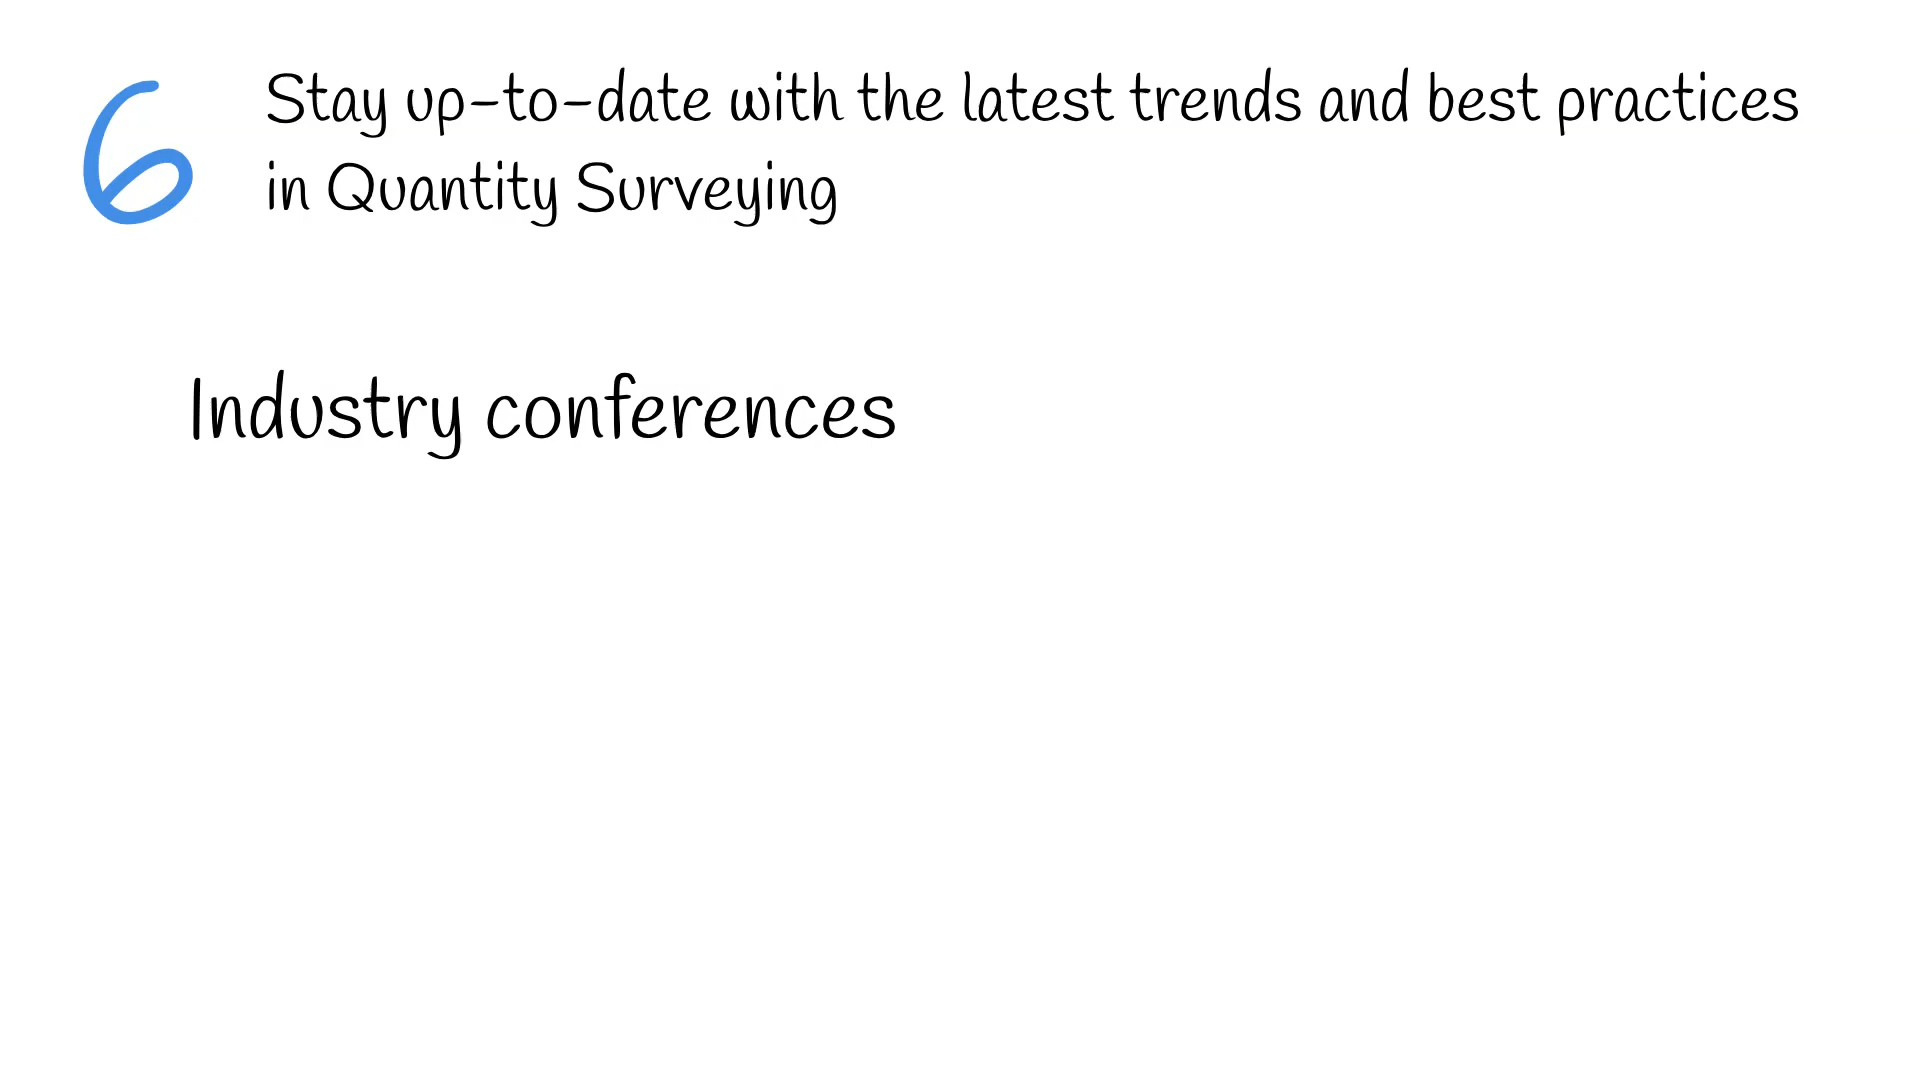 6
Stay up-to-date with the latest trends and best practices
in Quantity Surveying
Industry conferences